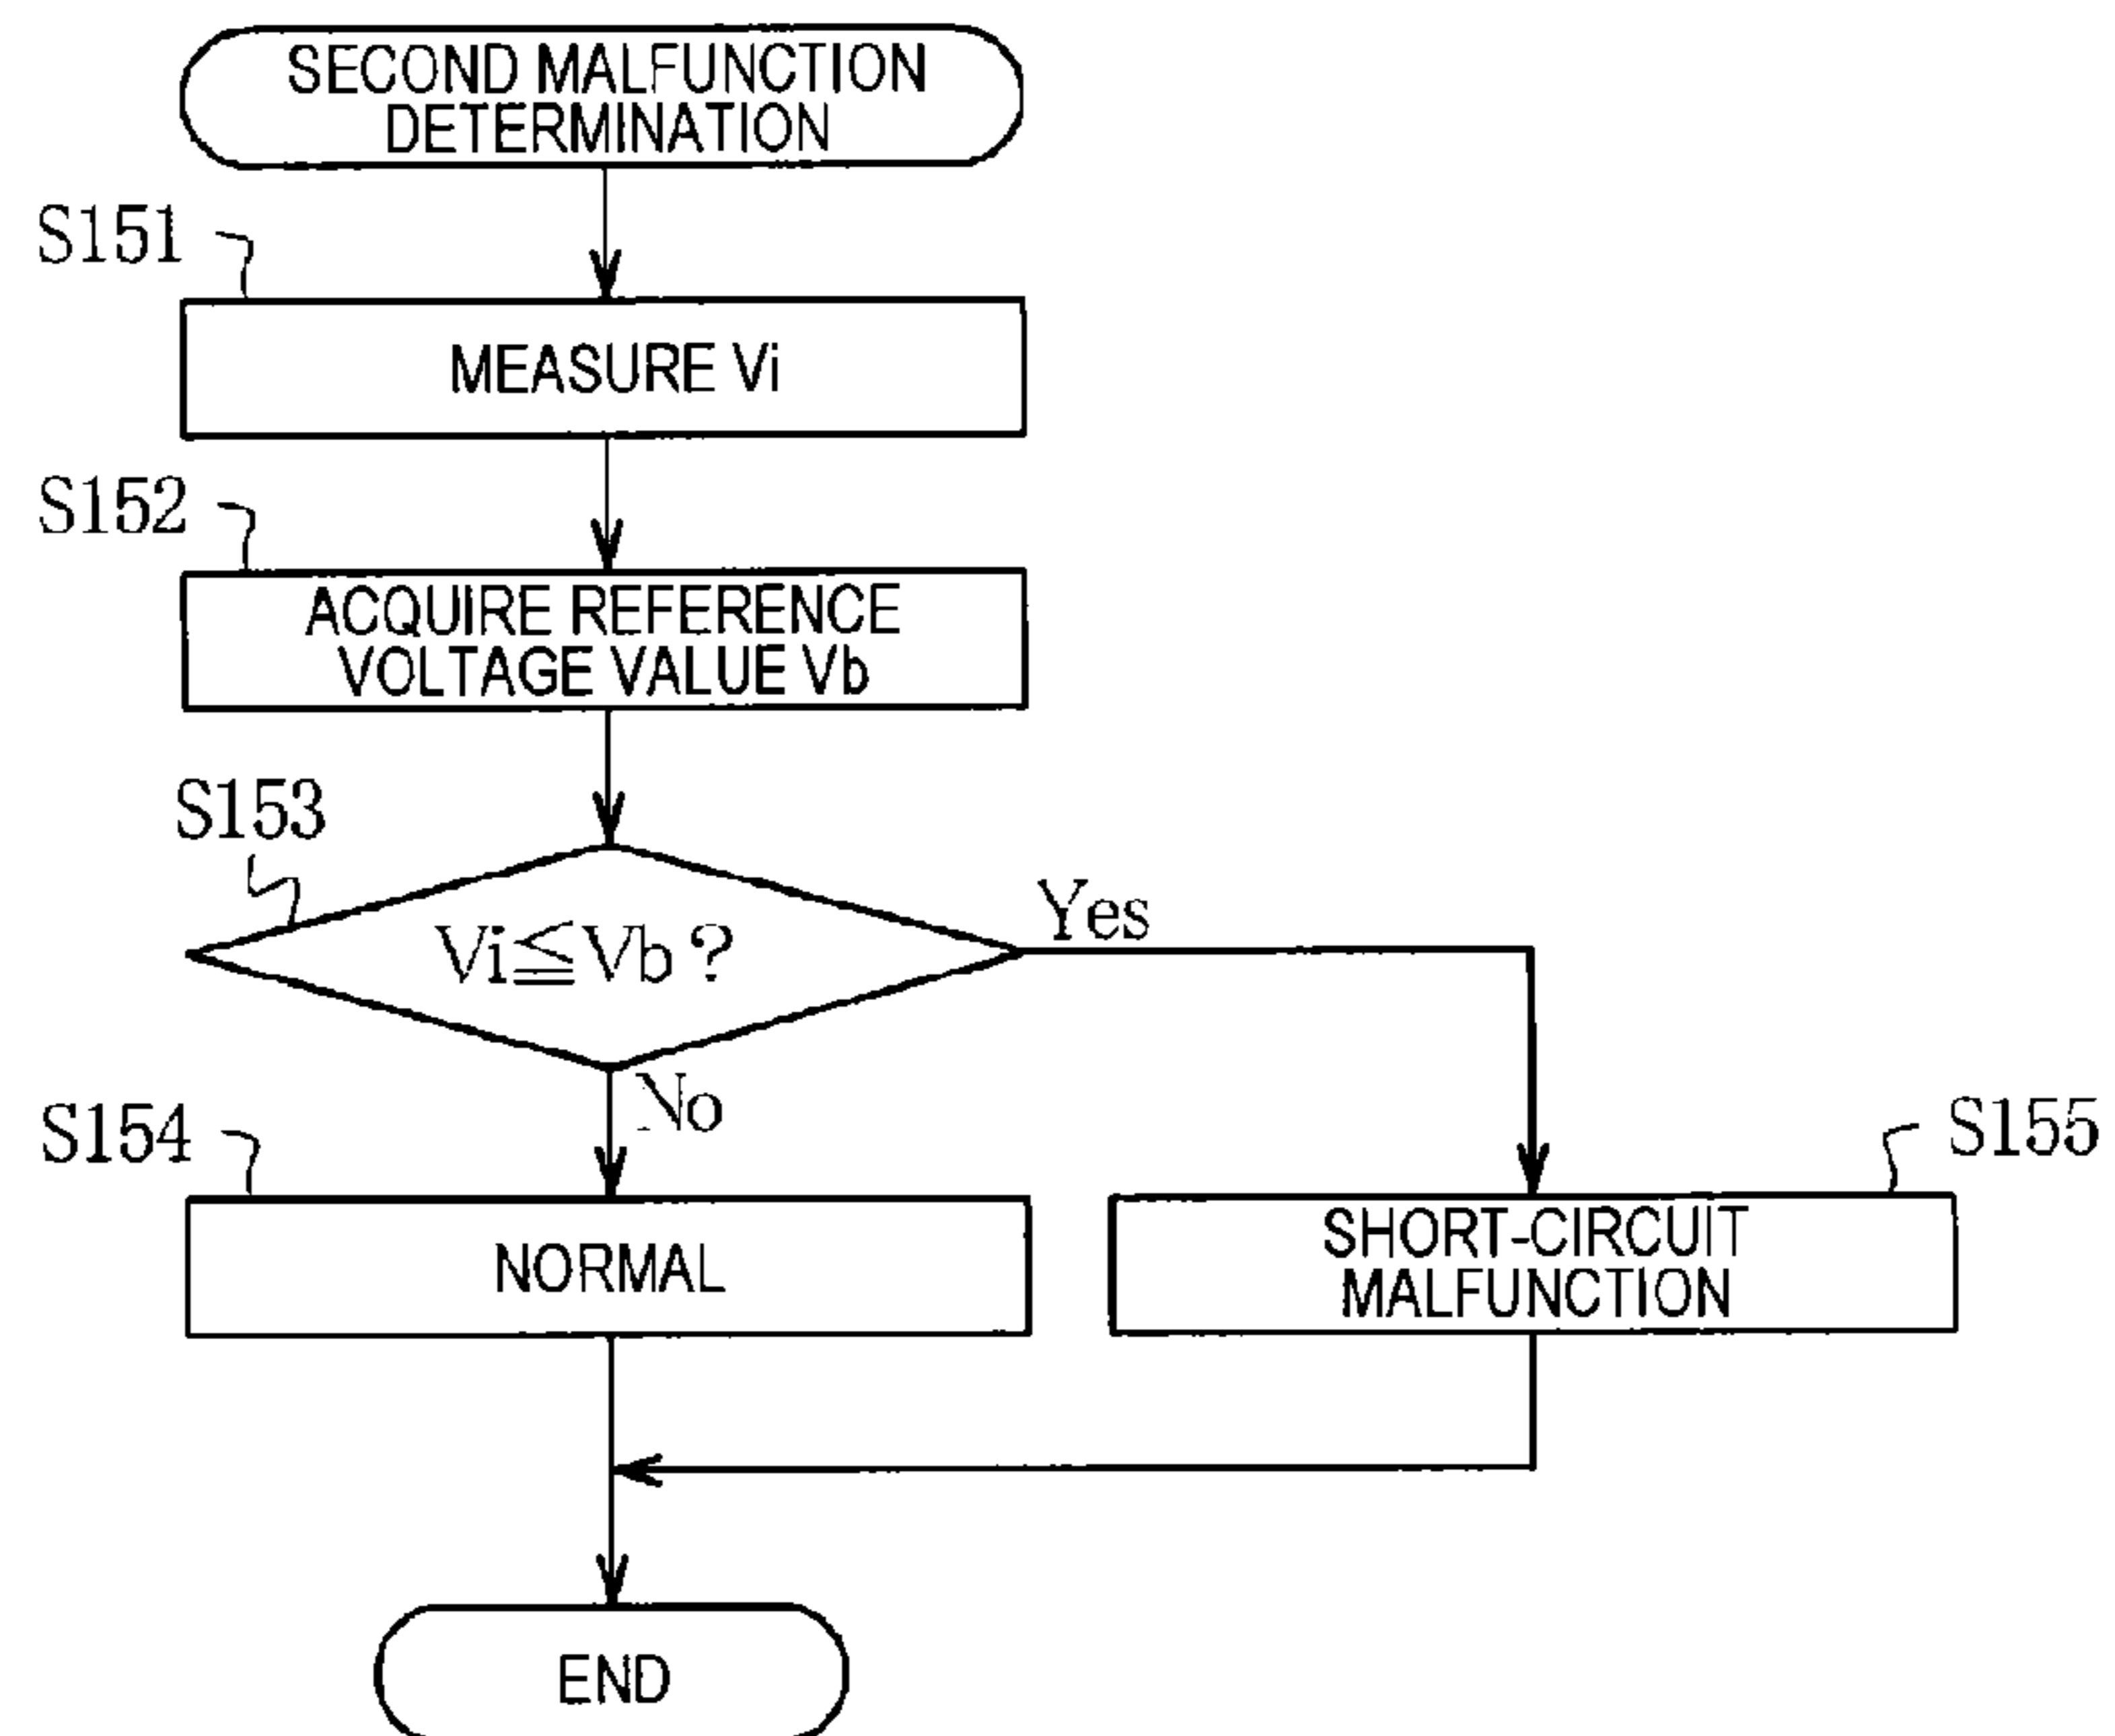 SECOND MALFUNCTION
DETERMINATION
S151
MEASURE Vi
S152
ACQUIRE REFERENCE
VOLTAGE VALUE Vb
S153
Vi≦Vb?
Yes
No
S154
NORMAL
S155
SHORT-CIRCUIT
MALFUNCTION
END